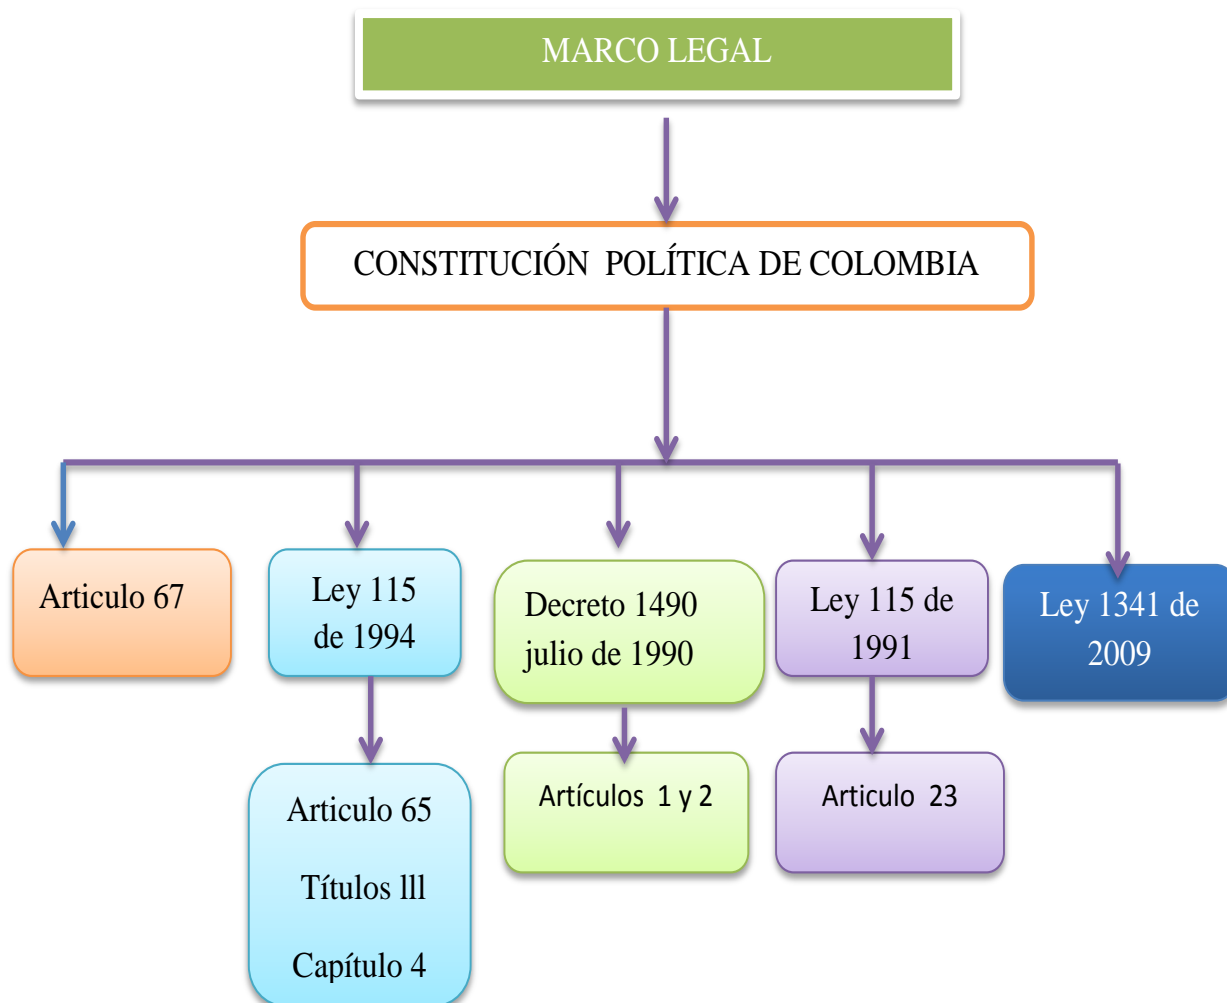 MARCO LEGAL
CONSTITUCIÓN POLÍTICA DE COLOMBIA
Articulo 67
Ley 115
de 1994
Decreto 1490
julio de 1990
Ley 115 de
1991
Ley 1341 de
2009
Articulo 65
Títulos lll
Capítulo 4
Artículos 1 y 2
Articulo 23